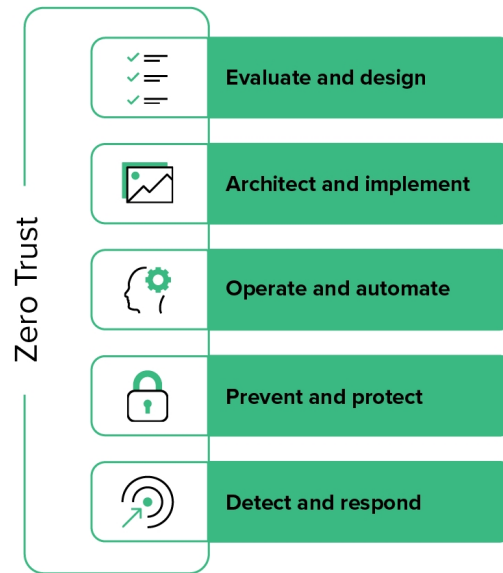 Zero Trust
Evaluate and design
Architect and implement
Operate and automate
Prevent and protect
Detect and respond